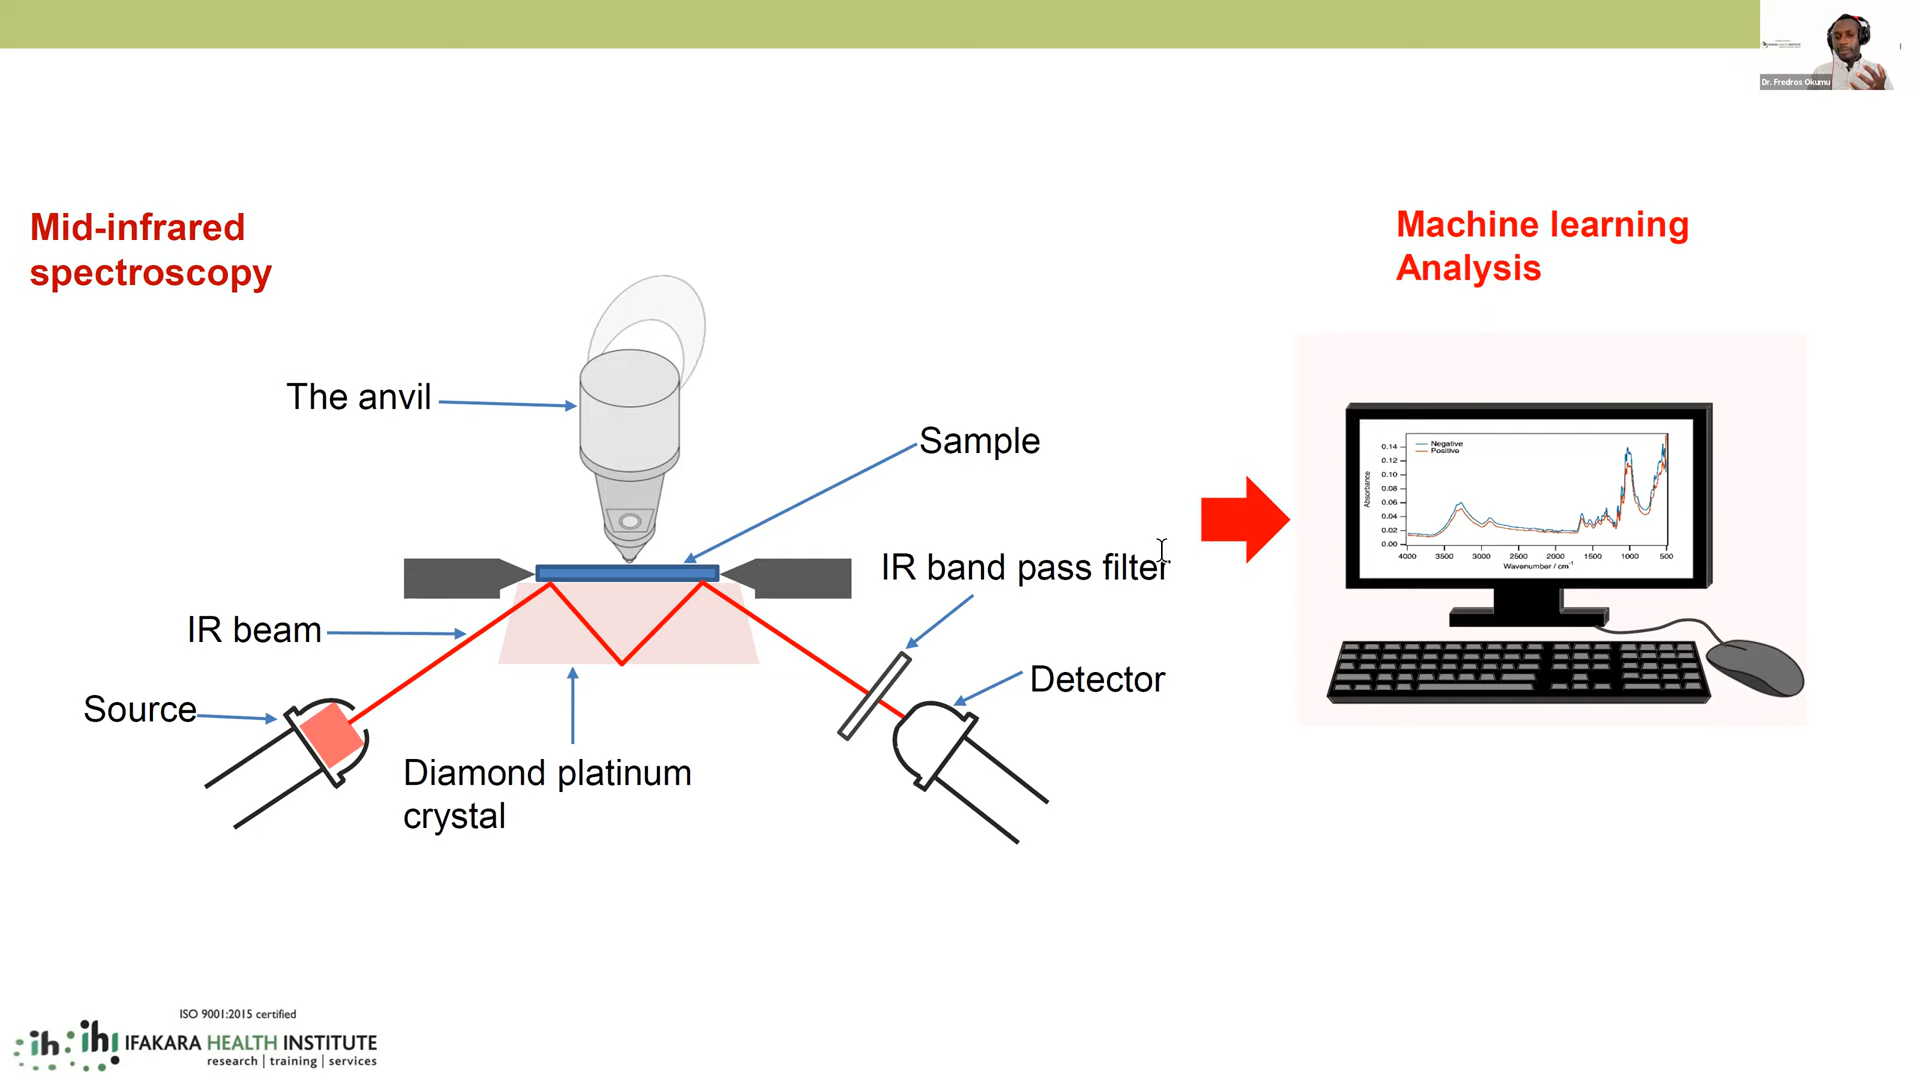 Dr. Fredros Okumu
Mid-infrared
spectroscopy
Machine learning
Analysis
The anvil
Sample
IR band pass filter
IR beam
Source
Detector
Diamond platinum
crystal
Negative
Positive
Absorbance
0.14
0.12
0.10
0.08
0.06
0.04
0.02
0.00
4000 3500 3000 2500 2000 1500 1000 500
Wavenumber / cm⁻¹
ISO 9001:2015 certified
ihi ihi IFAKARA HEALTH INSTITUTE
research | training | services